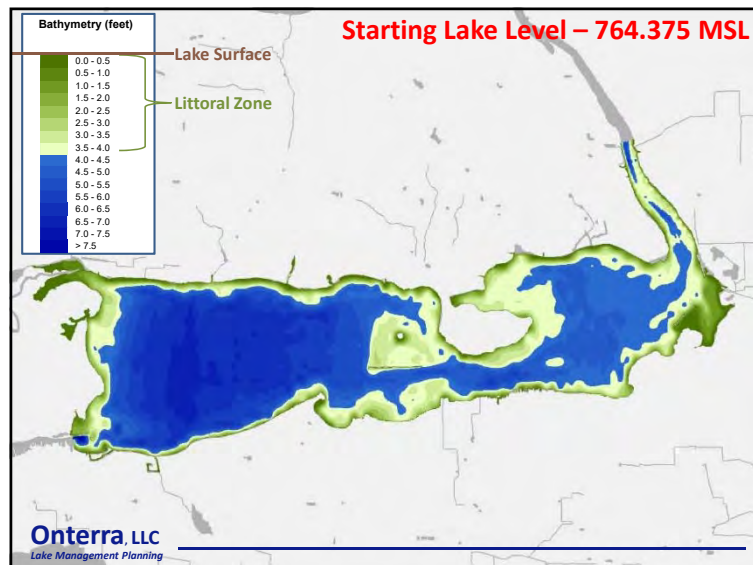 Bathymetry (feet)
Starting Lake Level – 764.375 MSL
Lake Surface
0.0 - 0.5
0.5 - 1.0
1.0 - 1.5
1.5 - 2.0
2.0 - 2.5
Littoral Zone
2.5 - 3.0
3.0 - 3.5
3.5 - 4.0
4.0 - 4.5
4.5 - 5.0
5.0 - 5.5
5.5 - 6.0
6.0 - 6.5
6.5 - 7.0
7.0 - 7.5
> 7.5
Onterra, LLC
Lake Management Planning